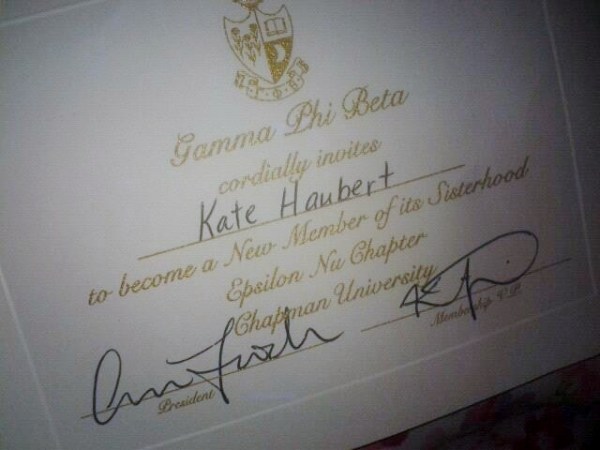 Gamma Phi Beta
cordially invites
Kate Haubert
to become a New Member of its Sisterhood
Epsilon Nu Chapter
Chapman University
President
Membership V.P.